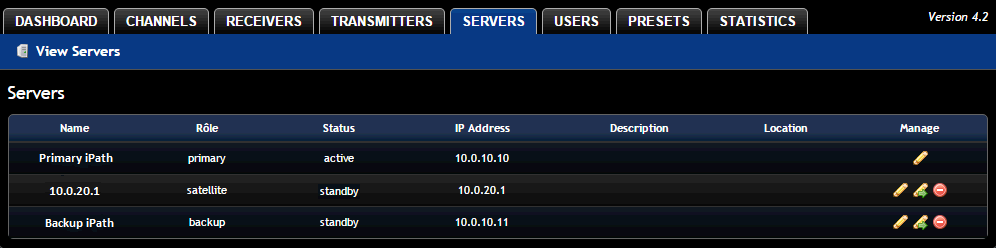 DASHBOARD CHANNELS RECEIVERS TRANSMITTERS SERVERS USERS PRESETS STATISTICS Version 4.2
View Servers
Servers
Name Rôle Status IP Address Description Location Manage
Primary iPath primary active 10.0.10.10
10.0.20.1 satellite standby 10.0.20.1
Backup iPath backup standby 10.0.10.11